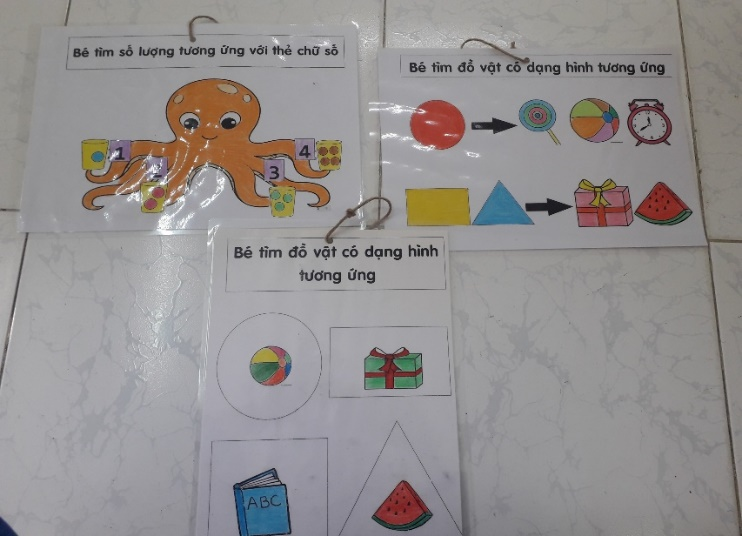 Bé tìm số lượng tương ứng với thẻ chữ số
1
2
3
4
Bé tìm đồ vật có dạng hình tương ứng
Bé tìm đồ vật có dạng hình
tương ứng
ABC